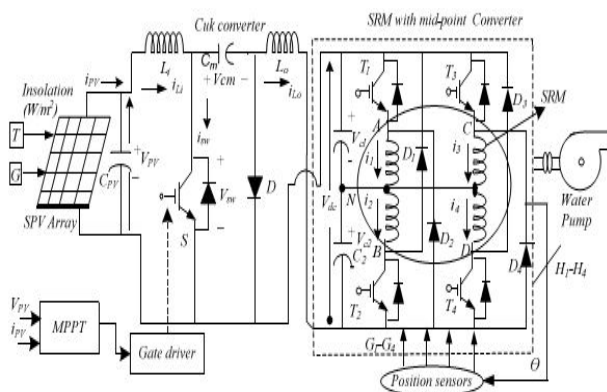 Cuk converter
SRM with mid-point Converter
Insolation
(W/m²)
i_PV
L_i
i_Li
C_m
+ Vcm −
L_o
i_Lo
T
G
SPV Array
C_PV
+
V_PV
-
i_sw
+
V_sw
-
S
D
V_PV
i_PV
MPPT
Gate driver
V_dc
+
V_c1
-
N
+
V_c2
C_2
-
T_1
T_3
D_3
SRM
A
C
i_1
D_1
i_3
i_2
D_2
i_4
B
D
D_4
T_2
T_4
G_1-G_4
H_1-H_4
θ
Position sensors
Water
Pump